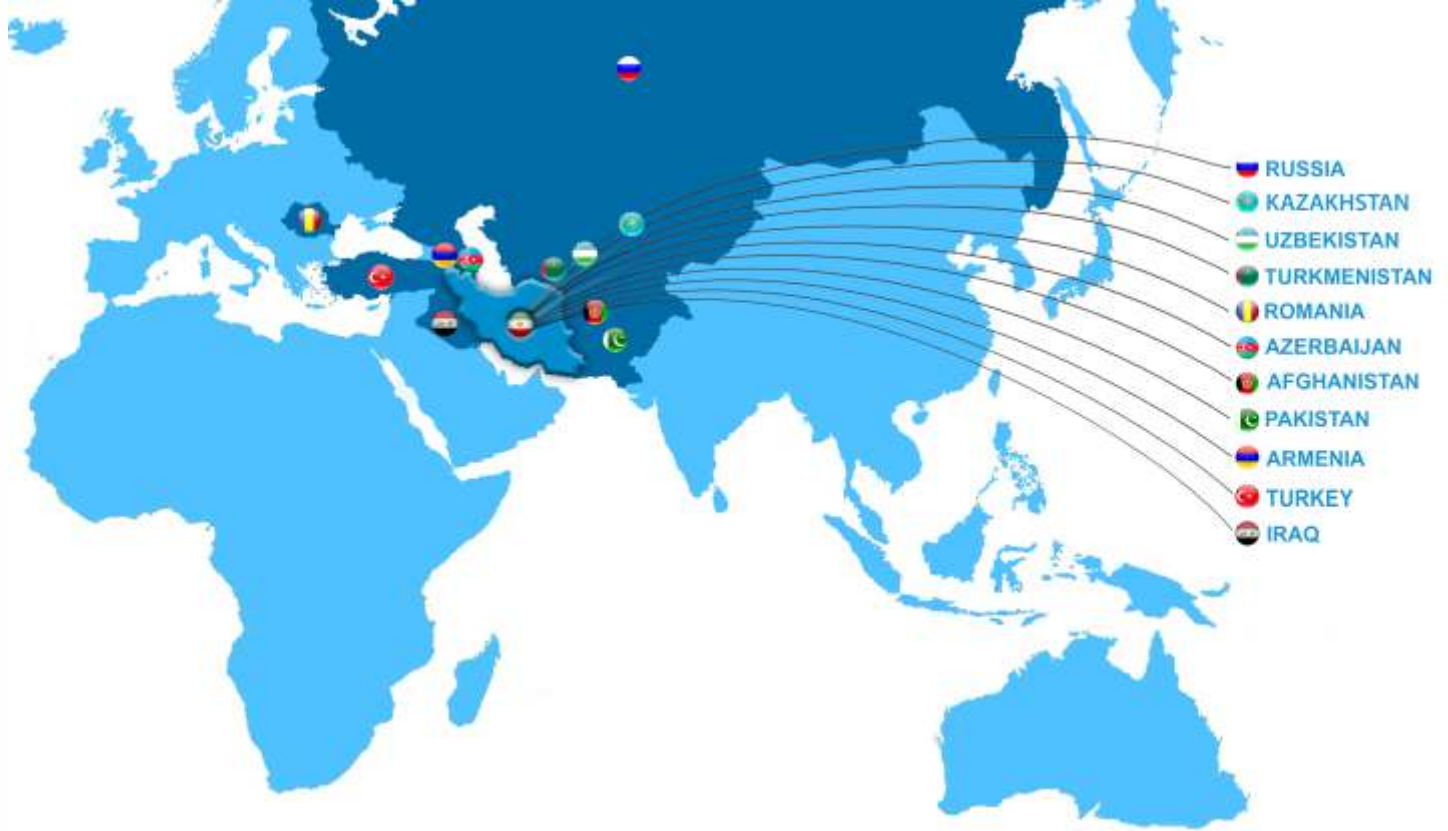 RUSSIA
KAZAKHSTAN
UZBEKISTAN
TURKMENISTAN
ROMANIA
AZERBAIJAN
AFGHANISTAN
PAKISTAN
ARMENIA
TURKEY
IRAQ